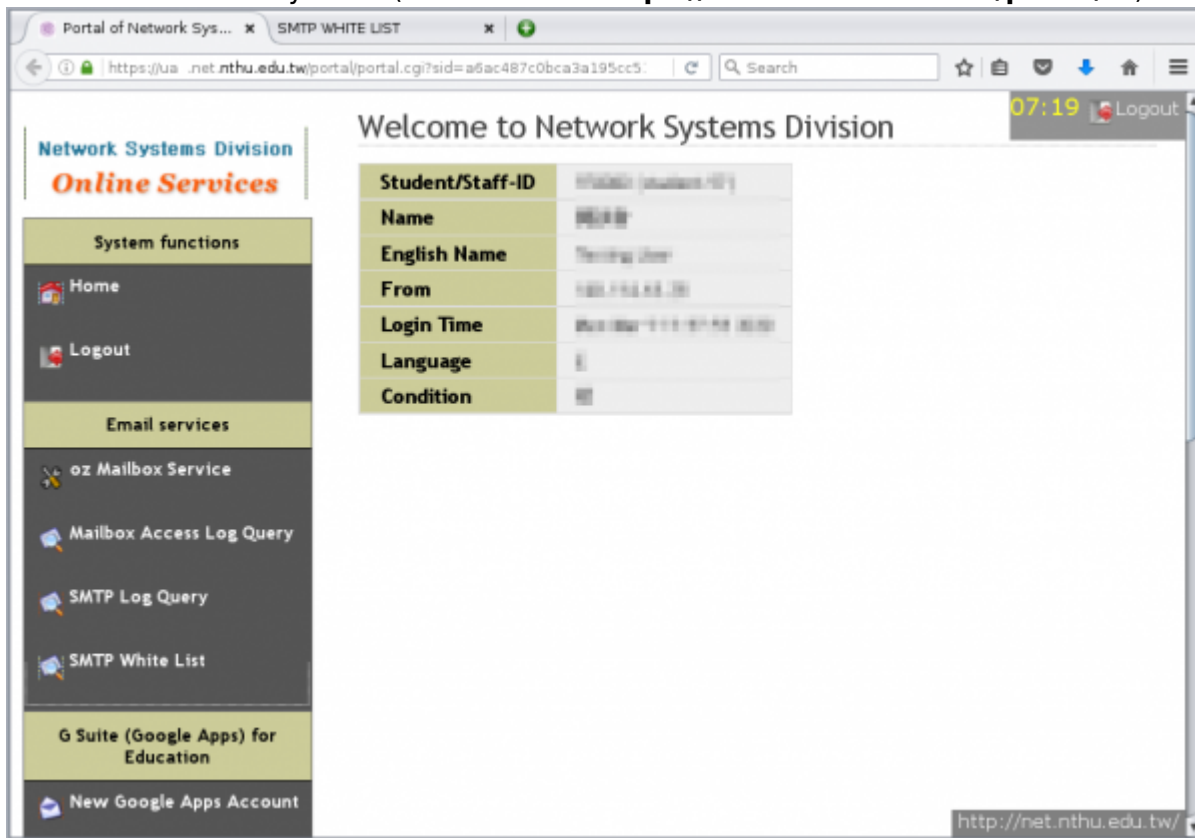 Portal of Network Sys...
SMTP WHITE LIST
https://ua .net.nthu.edu.tw/portal/portal.cgi?sid=a6ac487c0bca3a195cc5
Search
07:19 Logout
Network Systems Division
Online Services
System functions
Home
Logout
Email services
oz Mailbox Service
Mailbox Access Log Query
SMTP Log Query
SMTP White List
G Suite (Google Apps) for
Education
New Google Apps Account
Welcome to Network Systems Division
Student/Staff-ID
Name
English Name
From
Login Time
Language
Condition
http://net.nthu.edu.tw/